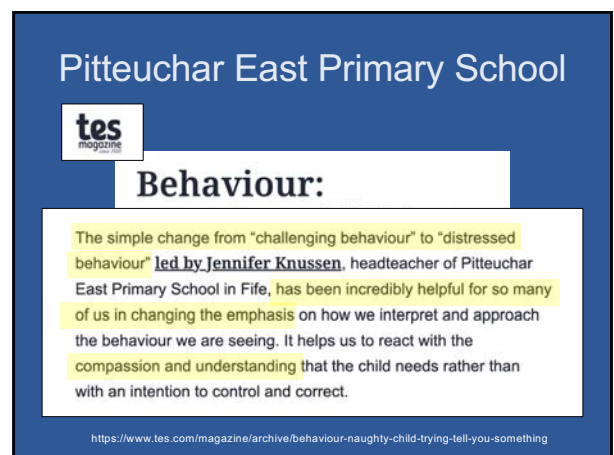 Pitteuchar East Primary School
tes
magazine
since 1910
Behaviour:
The simple change from “challenging behaviour” to “distressed
behaviour” led by Jennifer Knussen, headteacher of Pitteuchar
East Primary School in Fife, has been incredibly helpful for so many
of us in changing the emphasis on how we interpret and approach
the behaviour we are seeing. It helps us to react with the
compassion and understanding that the child needs rather than
with an intention to control and correct.
https://www.tes.com/magazine/archive/behaviour-naughty-child-trying-tell-you-something